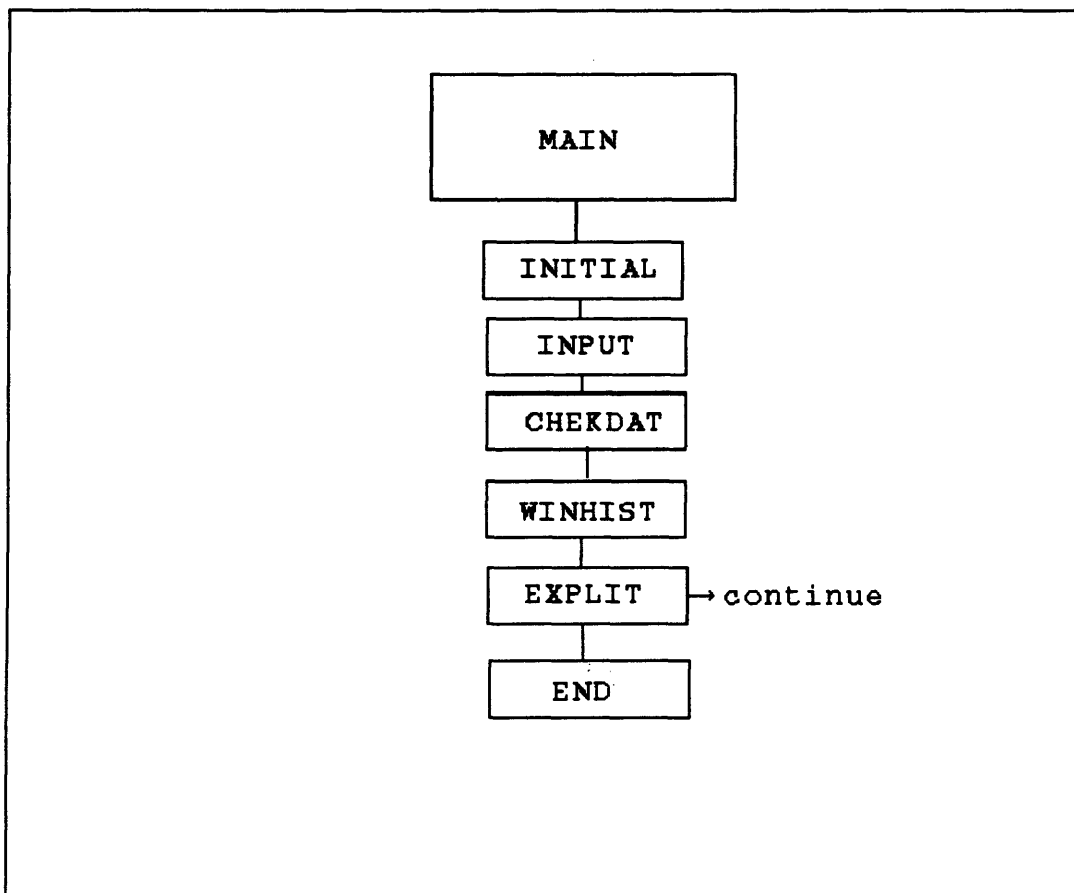 MAIN
INITIAL
INPUT
CHEKDAT
WINHIST
EXPLIT → continue
END